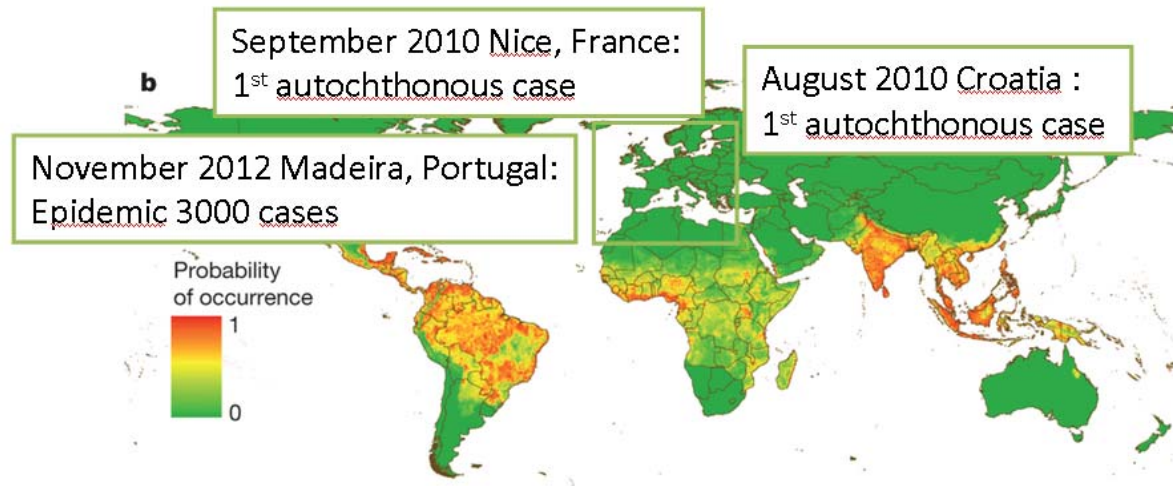 September 2010 Nice, France:
1st autochthonous case
August 2010 Croatia :
1st autochthonous case
b
November 2012 Madeira, Portugal:
Epidemic 3000 cases
Probability
of occurrence
1
0